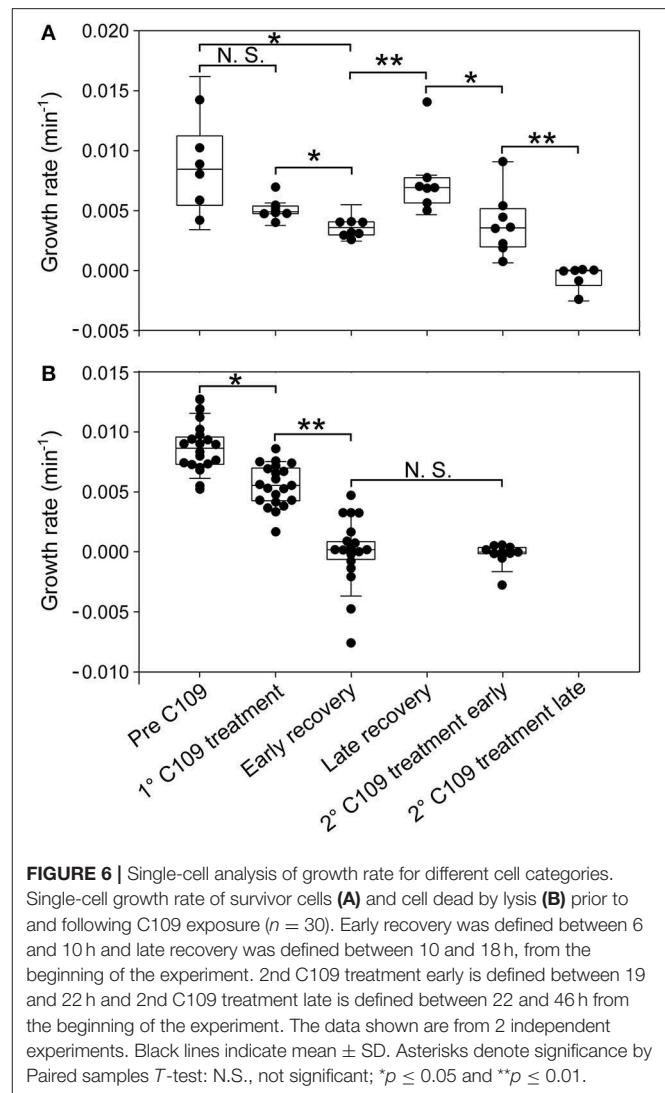 A
Growth rate (min-1)
0.020
0.015
0.010
0.005
0.000
-0.005
*
N. S.
**
*
*
**
B
Growth rate (min-1)
0.015
0.010
0.005
0.000
-0.005
-0.010
*
**
N. S.
Pre C109
1° C109 treatment
Early recovery
Late recovery
2° C109 treatment early
2° C109 treatment late
FIGURE 6 | Single-cell analysis of growth rate for different cell categories.
Single-cell growth rate of survivor cells (A) and cell dead by lysis (B) prior to
and following C109 exposure (n = 30). Early recovery was defined between 6
and 10 h and late recovery was defined between 10 and 18 h, from the
beginning of the experiment. 2nd C109 treatment early is defined between 19
and 22 h and 2nd C109 treatment late is defined between 22 and 46 h from
the beginning of the experiment. The data shown are from 2 independent
experiments. Black lines indicate mean ± SD. Asterisks denote significance by
Paired samples T-test: N.S., not significant; *p ≤ 0.05 and **p ≤ 0.01.